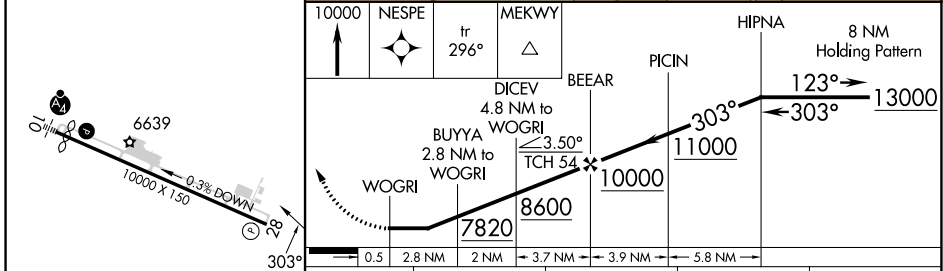 10000
NESPE
tr
296°
MEKWY
HIPNA
8 NM
Holding Pattern
PICIN
BEEAR
DICEV
4.8 NM to
WOGRI
BUYYA
2.8 NM to
WOGRI
WOGRI
3.50°
TCH 54
123°
303°
303°
13000
11000
10000
8600
7820
0.5
2.8 NM
2 NM
3.7 NM
3.9 NM
5.8 NM
A4
10
P
6639
0.3% DOWN
10000 X 150
P
28
303°